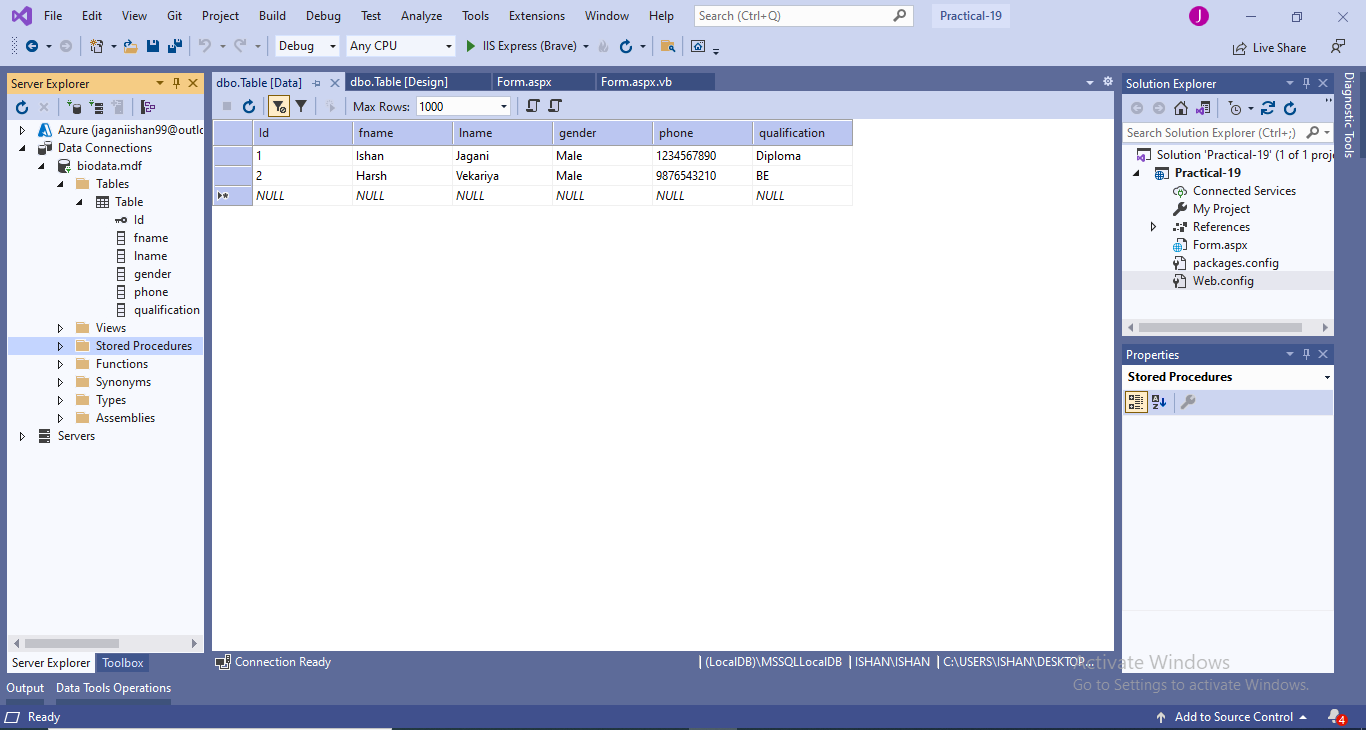 File Edit View Git Project Build Debug Test Analyze Tools Extensions Window Help Search (Ctrl+Q) Practical-19 J
Debug Any CPU IIS Express (Brave) Live Share
Server Explorer
Azure (jaganiishan99@outlo
Data Connections
biodata.mdf
Tables
Table
Id
fname
lname
gender
phone
qualification
Views
Stored Procedures
Functions
Synonyms
Types
Assemblies
Servers
Server Explorer Toolbox
dbo.Table [Data] dbo.Table [Design] Form.aspx Form.aspx.vb
Max Rows: 1000
Id fname lname gender phone qualification
1 Ishan Jagani Male 1234567890 Diploma
2 Harsh Vekariya Male 9876543210 BE
NULL NULL NULL NULL NULL NULL
Connection Ready (LocalDB)\MSSQLLocalDB ISHAN\ISHAN C:\USERS\ISHAN\DESKTOP...
Solution Explorer
Search Solution Explorer (Ctrl+;)
Solution 'Practical-19' (1 of 1 proj
Practical-19
Connected Services
My Project
References
Form.aspx
packages.config
Web.config
Properties
Stored Procedures
Diagnostic Tools
Activate Windows
Go to Settings to activate Windows.
Output Data Tools Operations
Ready Add to Source Control 4